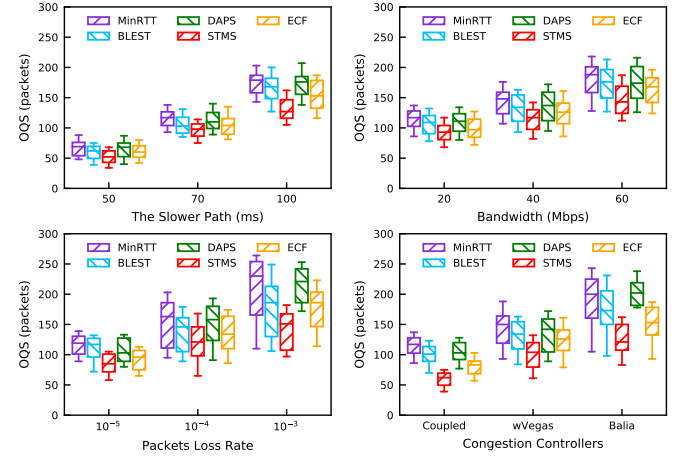 300
250
200
150
100
50
0
OQS (packets)
MinRTT DAPS ECF
BLEST STMS
50 70 100
The Slower Path (ms)
300
250
200
150
100
50
0
OQS (packets)
MinRTT DAPS ECF
BLEST STMS
20 40 60
Bandwidth (Mbps)
300
250
200
150
100
50
0
OQS (packets)
MinRTT DAPS ECF
BLEST STMS
10⁻⁵ 10⁻⁴ 10⁻³
Packets Loss Rate
300
250
200
150
100
50
0
OQS (packets)
MinRTT DAPS ECF
BLEST STMS
Coupled wVegas Balia
Congestion Controllers